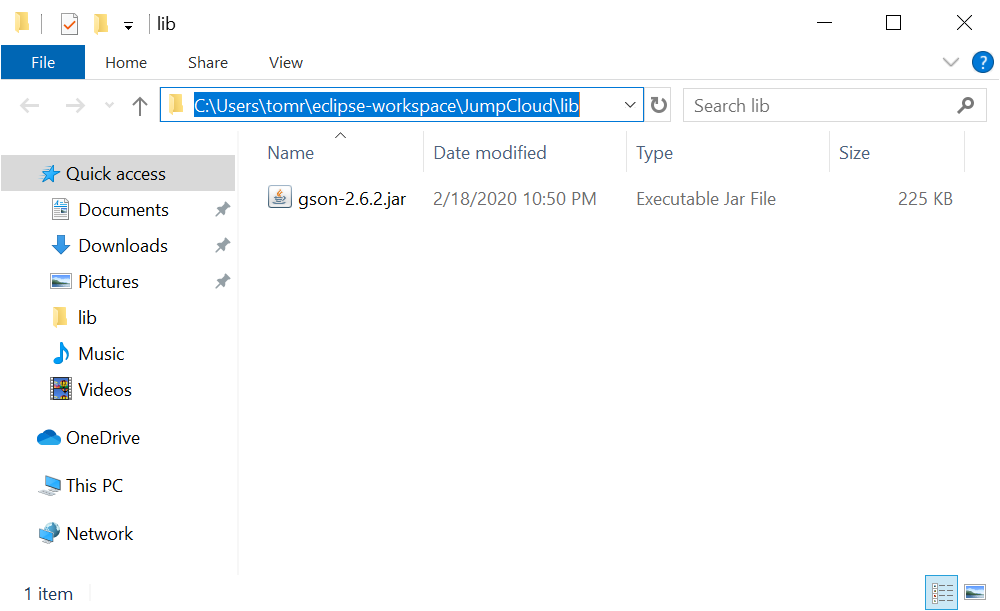 lib
File Home Share View
?
C:\Users\tomr\eclipse-workspace\JumpCloud\lib Search lib
Name Date modified Type Size
gson-2.6.2.jar 2/18/2020 10:50 PM Executable Jar File 225 KB
Quick access
Documents
Downloads
Pictures
lib
Music
Videos
OneDrive
This PC
Network
1 item